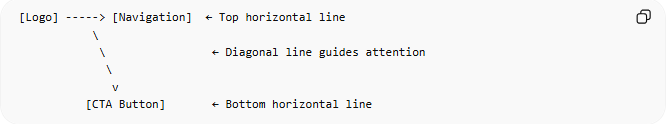 [Logo] -----> [Navigation]  ← Top horizontal line
           \
            \                ← Diagonal line guides attention
             \
              v
          [CTA Button]       ← Bottom horizontal line